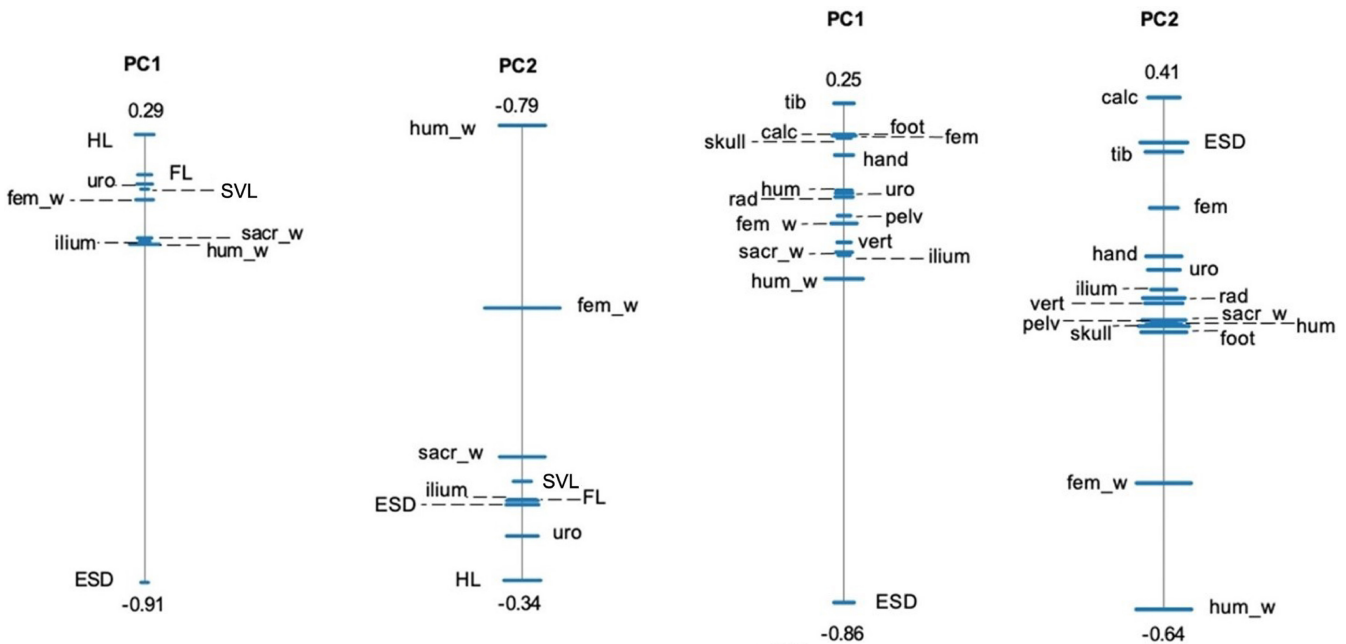 PC1
0.29
HL
FL
uro
SVL
fem_w
sacr_w
ilium
hum_w
ESD
-0.91
PC2
-0.79
hum_w
fem_w
sacr_w
SVL
ilium
FL
ESD
uro
HL
-0.34
PC1
0.25
tib
calc
foot
skull
fem
hand
hum
uro
rad
pelv
fem w
vert
sacr_w
ilium
hum_w
ESD
-0.86
PC2
0.41
calc
ESD
tib
fem
hand
uro
ilium
rad
vert
sacr_w
pelv
hum
skull
foot
fem_w
hum_w
-0.64